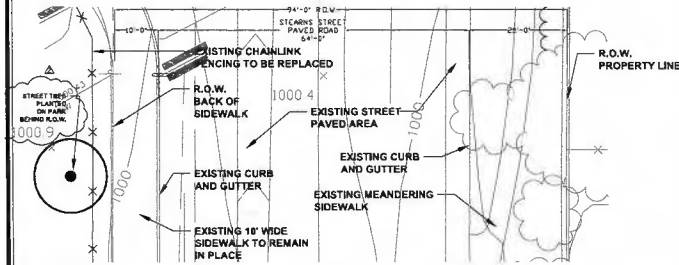 94'-0" R.O.W.
STEARNS STREET
PAVED ROAD
64'-0"
10'-0"
20'-0"
EXISTING CHAINLINK
FENCING TO BE REPLACED
R.O.W.
PROPERTY LINE
R.O.W.
BACK OF
SIDEWALK
STREET TREE
PLANTED
ON PARK
BEHIND R.O.W.
1000.9
1000.4
EXISTING STREET
PAVED AREA
1000
1000
EXISTING CURB
AND GUTTER
EXISTING CURB
AND GUTTER
EXISTING MEANDERING
SIDEWALK
EXISTING 10' WIDE
SIDEWALK TO REMAIN
IN PLACE